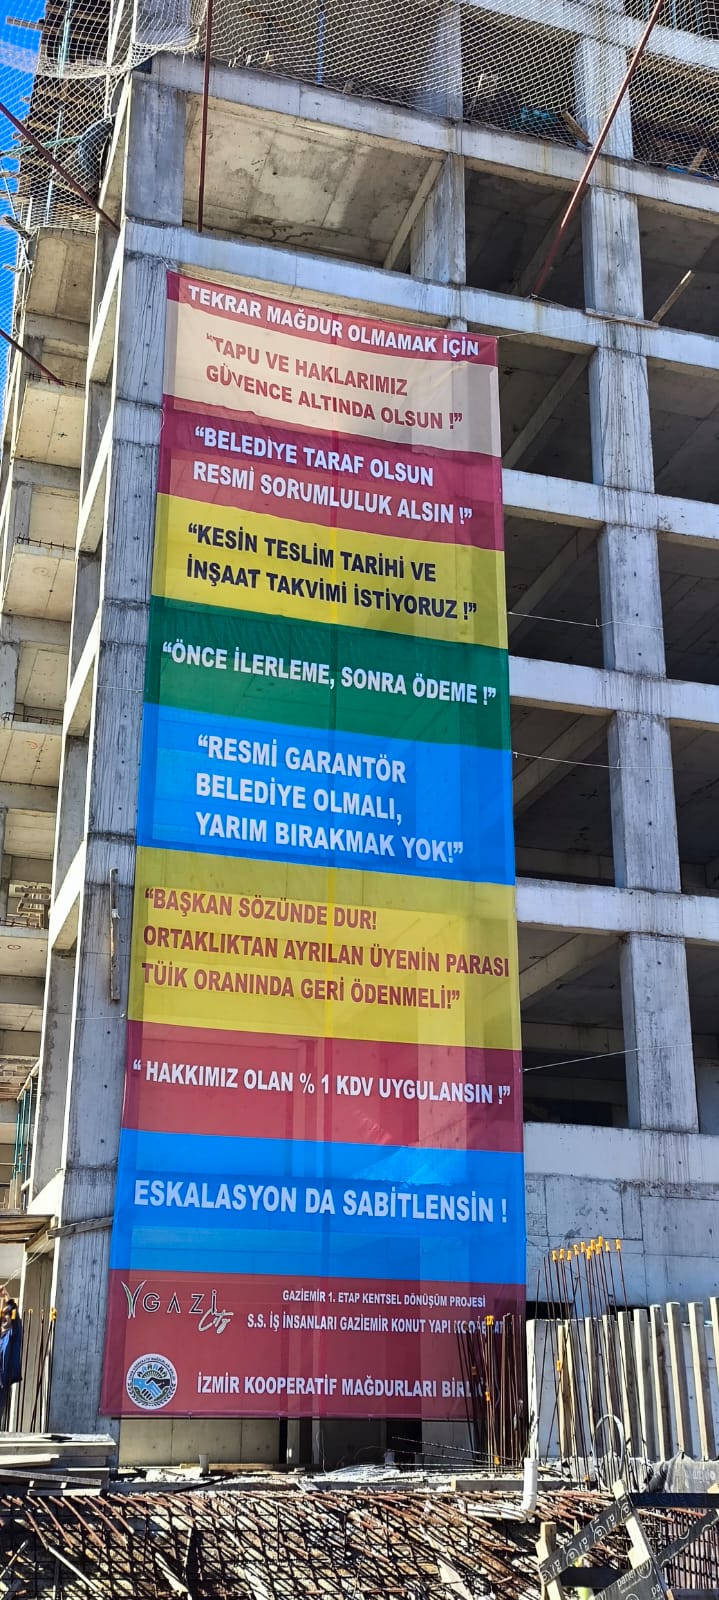 TEKRAR MAĞDUR OLMAMAK İÇİN
"TAPU VE HAKLARIMIZ
GÜVENCE ALTINDA OLSUN !"
"BELEDİYE TARAF OLSUN
RESMİ SORUMLULUK ALSIN !"
"KESİN TESLİM TARİHİ VE
İNŞAAT TAKVİMİ İSTİYORUZ !"
"ÖNCE İLERLEME, SONRA ÖDEME !"
"RESMİ GARANTÖR
BELEDİYE OLMALI,
YARIM BIRAKMAK YOK!"
"BAŞKAN SÖZÜNDE DUR!
ORTAKLIKTAN AYRILAN ÜYENİN PARASI
TÜİK ORANINDA GERİ ÖDENMELİ!"
" HAKKIMIZ OLAN % 1 KDV UYGULANSIN !"
ESKALASYON DA SABİTLENSİN !
GAZİ City
GAZİEMİR 1. ETAP KENTSEL DÖNÜŞÜM PROJESİ
S.S. İŞ İNSANLARI GAZİEMİR KONUT YAPI
İZMİR KOOPERATİF MAĞDURLARI